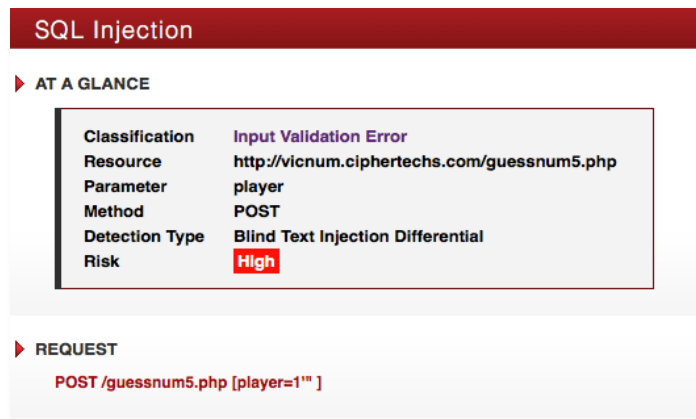 SQL Injection
AT A GLANCE
Classification Input Validation Error
Resource http://vicnum.ciphertechs.com/guessnum5.php
Parameter player
Method POST
Detection Type Blind Text Injection Differential
Risk High
REQUEST
POST /guessnum5.php [player=1'" ]